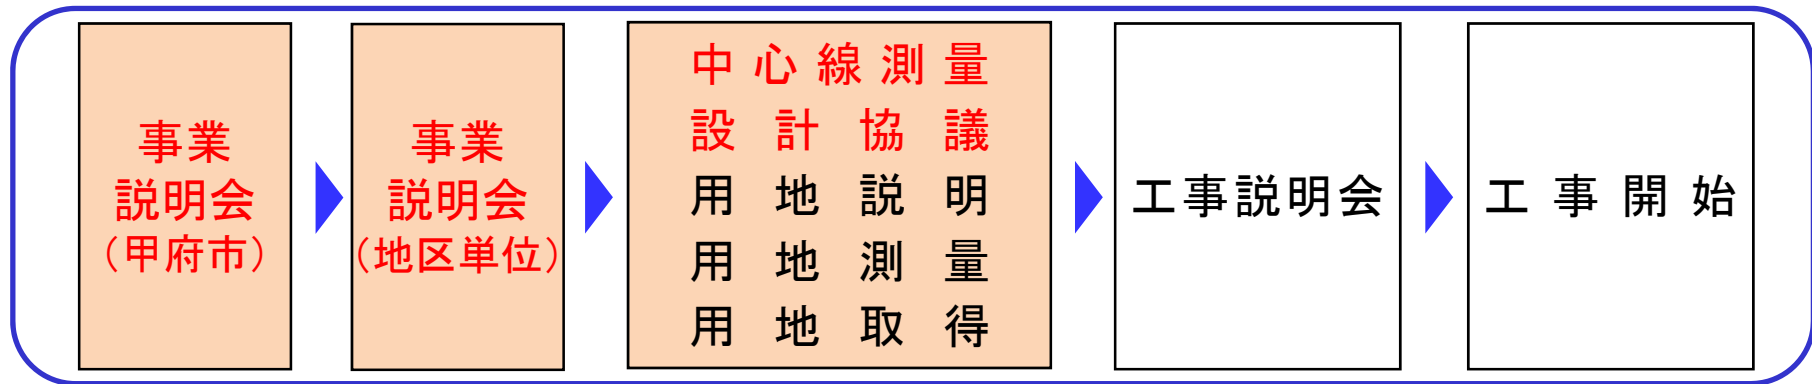 事業
説明会
（甲府市）
事業
説明会
（地区単位）
中心線測量
設計協議
用地説明
用地測量
用地取得
工事説明会
工事開始